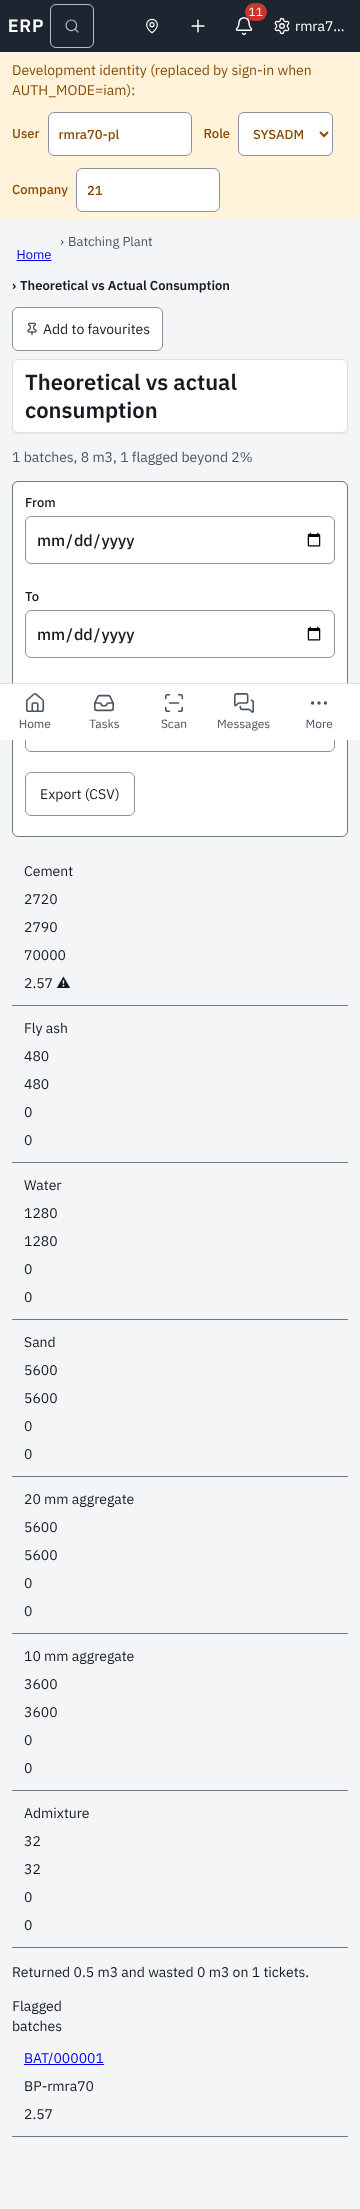 ERP
11
rmra7...
Development identity (replaced by sign-in when
AUTH_MODE=iam):
User rmra70-pl Role SYSADM
Company 21
Home › Batching Plant
› Theoretical vs Actual Consumption
Add to favourites
Theoretical vs actual
consumption
1 batches, 8 m3, 1 flagged beyond 2%
From
mm/dd/yyyy
To
mm/dd/yyyy
Home Tasks Scan Messages More
Export (CSV)
Cement
2720
2790
70000
2.57 ⚠
Fly ash
480
480
0
0
Water
1280
1280
0
0
Sand
5600
5600
0
0
20 mm aggregate
5600
5600
0
0
10 mm aggregate
3600
3600
0
0
Admixture
32
32
0
0
Returned 0.5 m3 and wasted 0 m3 on 1 tickets.
Flagged
batches
BAT/000001
BP-rmra70
2.57